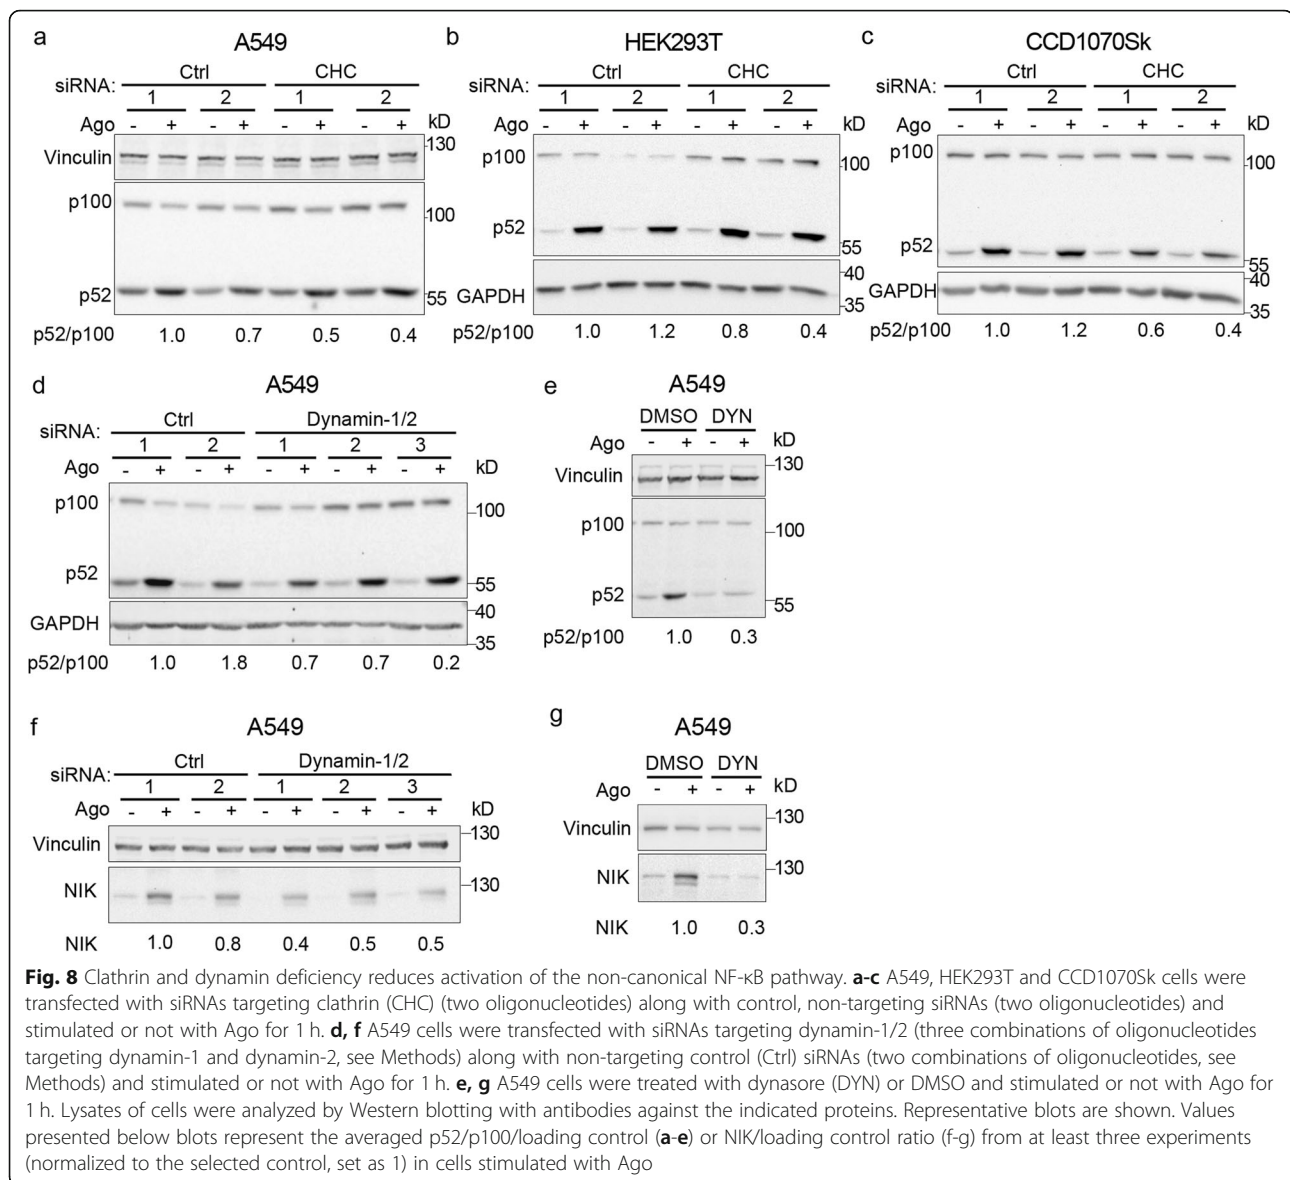 a
A549
Ctrl CHC
siRNA: 1 2 1 2
Ago - + - + - + - + kD
Vinculin 130
p100 100
p52 55
p52/p100 1.0 0.7 0.5 0.4
b
HEK293T
Ctrl CHC
siRNA: 1 2 1 2
Ago - + - + - + - + kD
p100 100
p52 55
GAPDH 40
35
p52/p100 1.0 1.2 0.8 0.4
c
CCD1070Sk
Ctrl CHC
siRNA: 1 2 1 2
Ago - + - + - + - + kD
p100 100
p52 55
GAPDH 40
35
p52/p100 1.0 1.2 0.6 0.4
d
A549
Ctrl Dynamin-1/2
siRNA: 1 2 1 2 3
Ago - + - + - + - + - + kD
p100 100
p52 55
GAPDH 40
35
p52/p100 1.0 1.8 0.7 0.7 0.2
e
A549
DMSO DYN
Ago: - + - + kD
Vinculin 130
p100 100
p52 55
p52/p100 1.0 0.3
f
A549
Ctrl Dynamin-1/2
siRNA: 1 2 1 2 3
Ago: - + - + - + - + - + kD
Vinculin 130
NIK 130
NIK 1.0 0.8 0.4 0.5 0.5
g
A549
DMSO DYN
Ago: - + - + kD
Vinculin 130
NIK 130
NIK 1.0 0.3
Fig. 8 Clathrin and dynamin deficiency reduces activation of the non-canonical NF-κB pathway. a-c A549, HEK293T and CCD1070Sk cells were
transfected with siRNAs targeting clathrin (CHC) (two oligonucleotides) along with control, non-targeting siRNAs (two oligonucleotides) and
stimulated or not with Ago for 1 h. d, f A549 cells were transfected with siRNAs targeting dynamin-1/2 (three combinations of oligonucleotides
targeting dynamin-1 and dynamin-2, see Methods) along with non-targeting control (Ctrl) siRNAs (two combinations of oligonucleotides, see
Methods) and stimulated or not with Ago for 1 h. e, g A549 cells were treated with dynasore (DYN) or DMSO and stimulated or not with Ago for
1 h. Lysates of cells were analyzed by Western blotting with antibodies against the indicated proteins. Representative blots are shown. Values
presented below blots represent the averaged p52/p100/loading control (a-e) or NIK/loading control ratio (f-g) from at least three experiments
(normalized to the selected control, set as 1) in cells stimulated with Ago